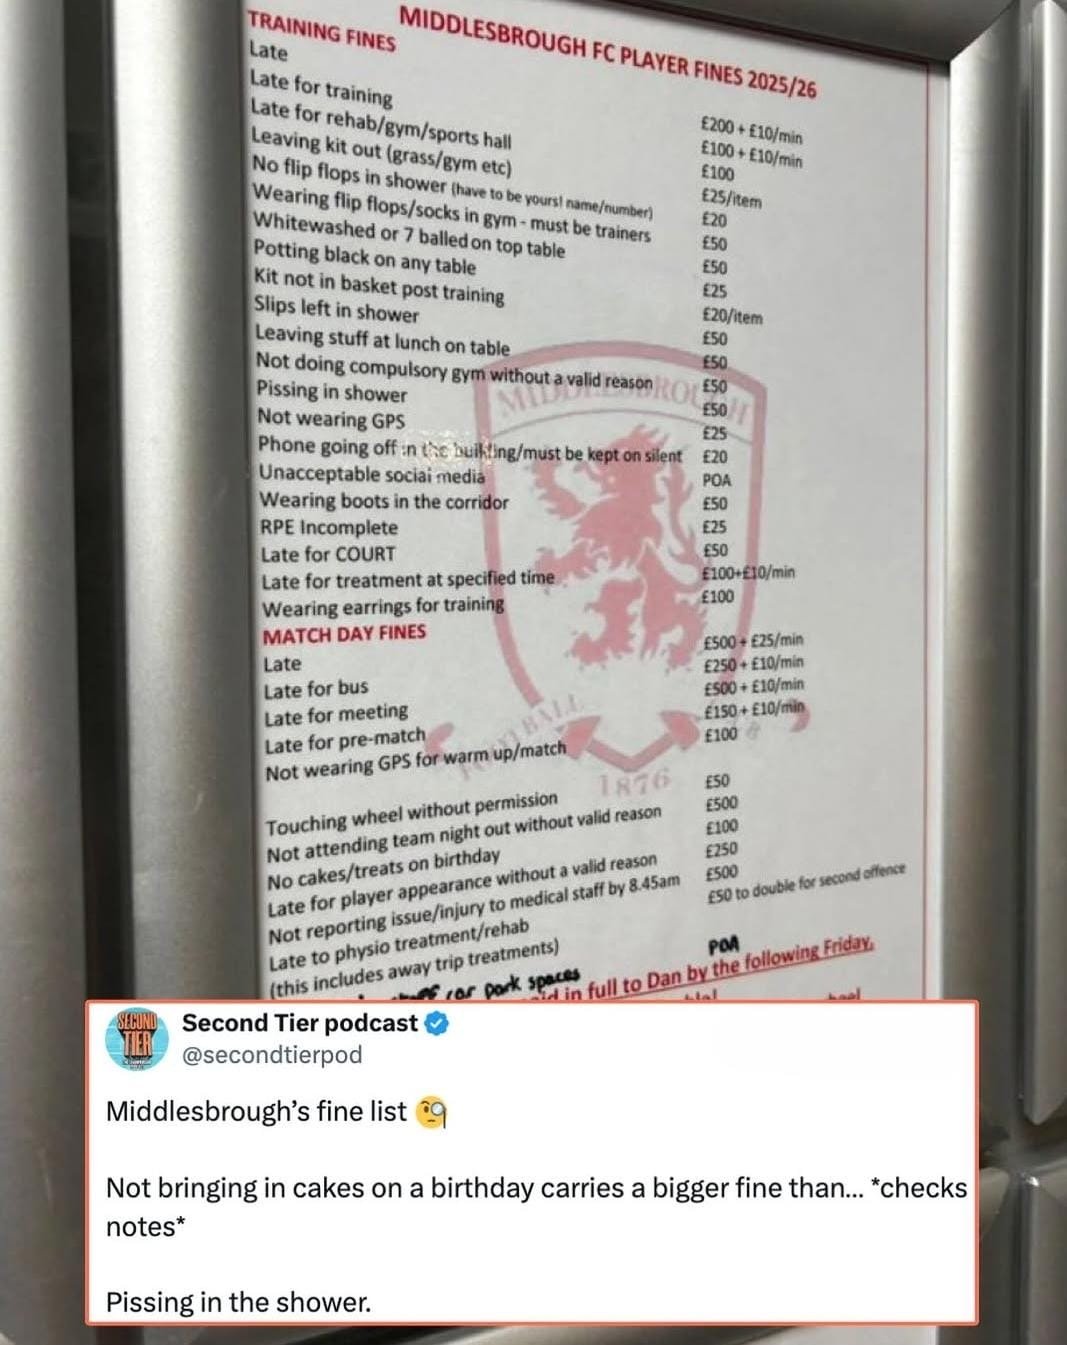 MIDDLESBROUGH FC PLAYER FINES 2025/26
TRAINING FINES
Late £200 + £10/min
Late for training £100 + £10/min
Late for rehab/gym/sports hall £100
Leaving kit out (grass/gym etc) £25/item
No flip flops in shower (have to be yours! name/number) £20
Wearing flip flops/socks in gym - must be trainers £50
Whitewashed or 7 balled on top table £50
Potting black on any table £25
Kit not in basket post training £20/item
Slips left in shower £50
Leaving stuff at lunch on table £50
Not doing compulsory gym without a valid reason £50
Pissing in shower £50
Not wearing GPS £25
Phone going off in the building/must be kept on silent £20
Unacceptable social media POA
Wearing boots in the corridor £50
RPE Incomplete £25
Late for COURT £50
Late for treatment at specified time £100+£10/min
Wearing earrings for training £100
MATCH DAY FINES
Late £500 + £25/min
Late for bus £250 + £10/min
Late for meeting £500 + £10/min
Late for pre-match £150 + £10/min
Not wearing GPS for warm up/match £100
Touching wheel without permission £50
Not attending team night out without valid reason £500
No cakes/treats on birthday £100
Late for player appearance without a valid reason £250
Not reporting issue/injury to medical staff by 8.45am £500
Late to physio treatment/rehab £50 to double for second offence
(this includes away trip treatments)
car park spaces POA
in full to Dan by the following Friday.
MIDDLESBROUGH
FOOTBALL
1876
SECOND TIER
Second Tier podcast
@secondtierpod
Middlesbrough's fine list 🧐
Not bringing in cakes on a birthday carries a bigger fine than... *checks
notes*
Pissing in the shower.